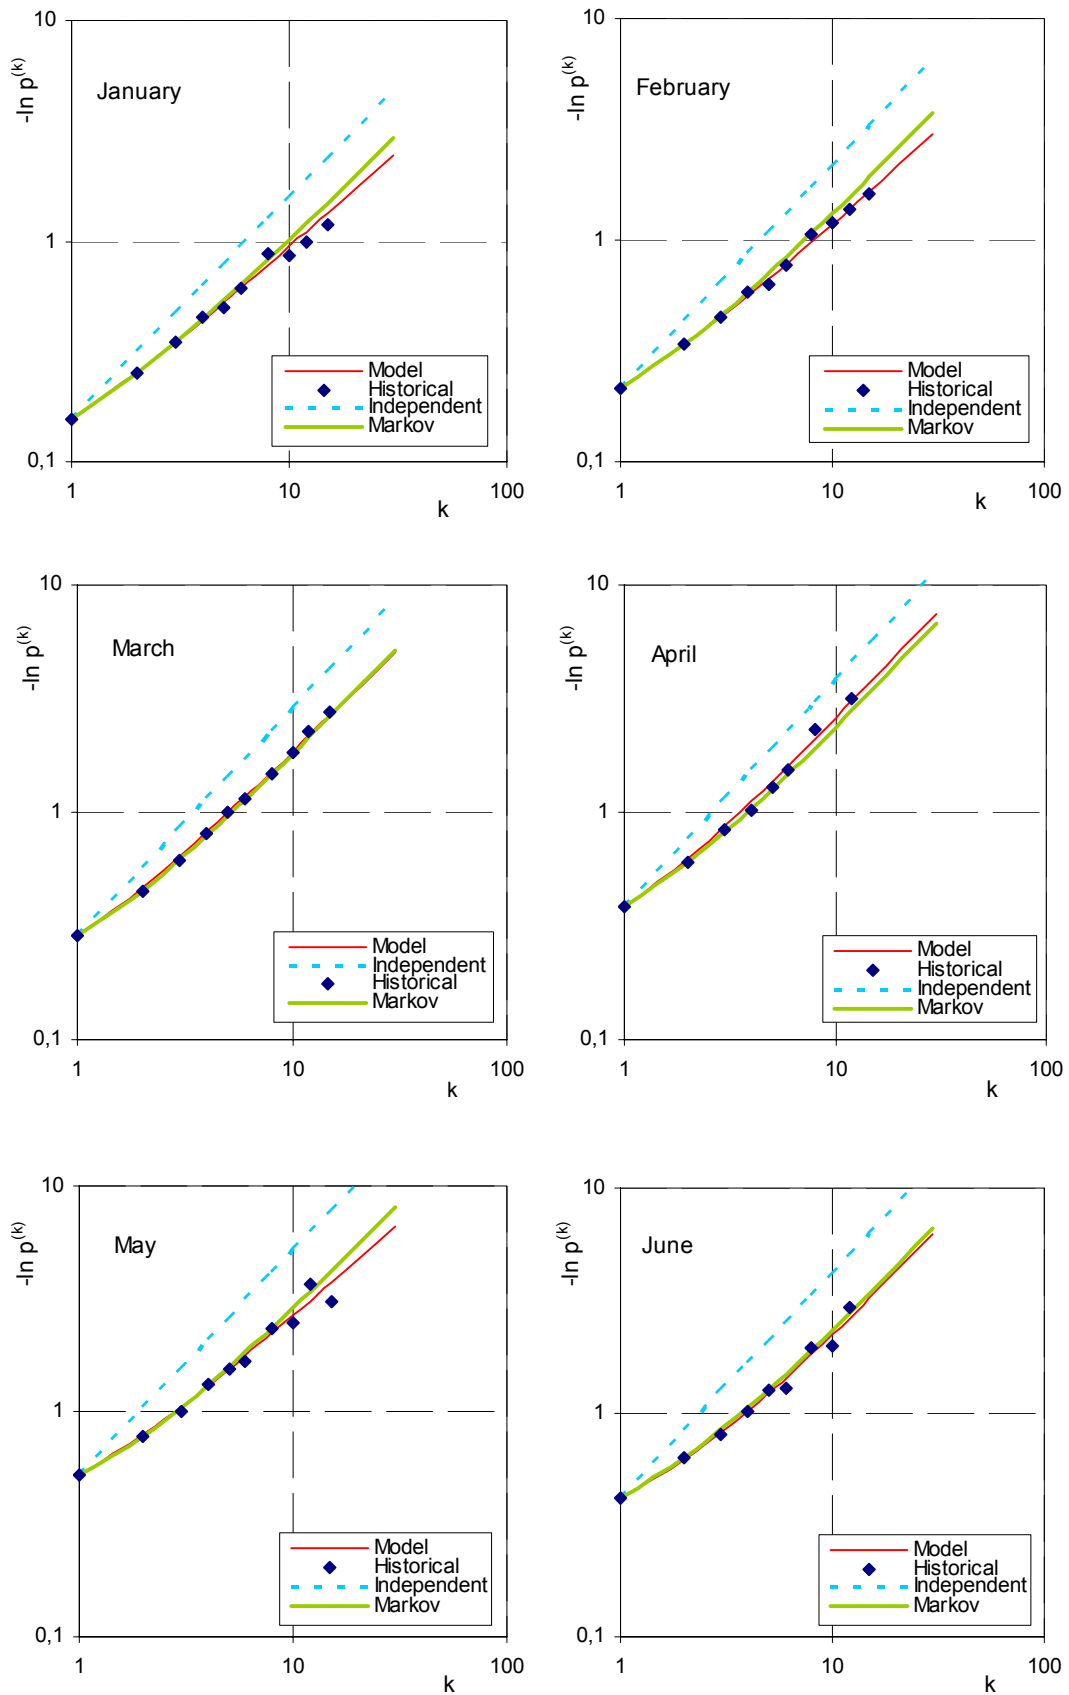 10
-ln p^(k)
January
1
Model
Historical
Independent
Markov
0,1
1
10
100
k
10
-ln p^(k)
February
1
Model
Historical
Independent
Markov
0,1
1
10
100
k
10
-ln p^(k)
March
1
Model
Independent
Historical
Markov
0,1
1
10
100
k
10
-ln p^(k)
April
1
Model
Historical
Independent
Markov
0,1
1
10
100
k
10
-ln p^(k)
May
1
Model
Historical
Independent
Markov
0,1
1
10
100
k
10
-ln p^(k)
June
1
Model
Historical
Independent
Markov
0,1
1
10
100
k